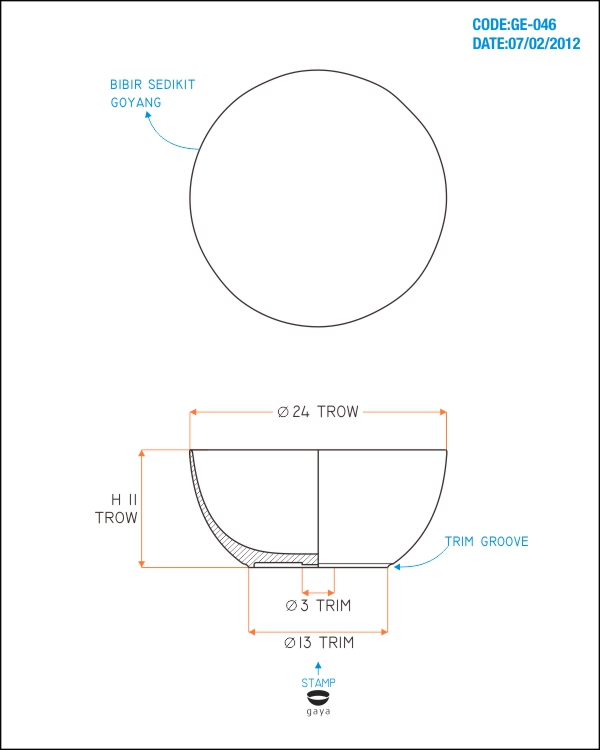 CODE:GE-046
DATE:07/02/2012
BIBIR SEDIKIT
GOYANG
Ø 24 TROW
H 11
TROW
TRIM GROOVE
Ø 3 TRIM
Ø 13 TRIM
STAMP
gaya